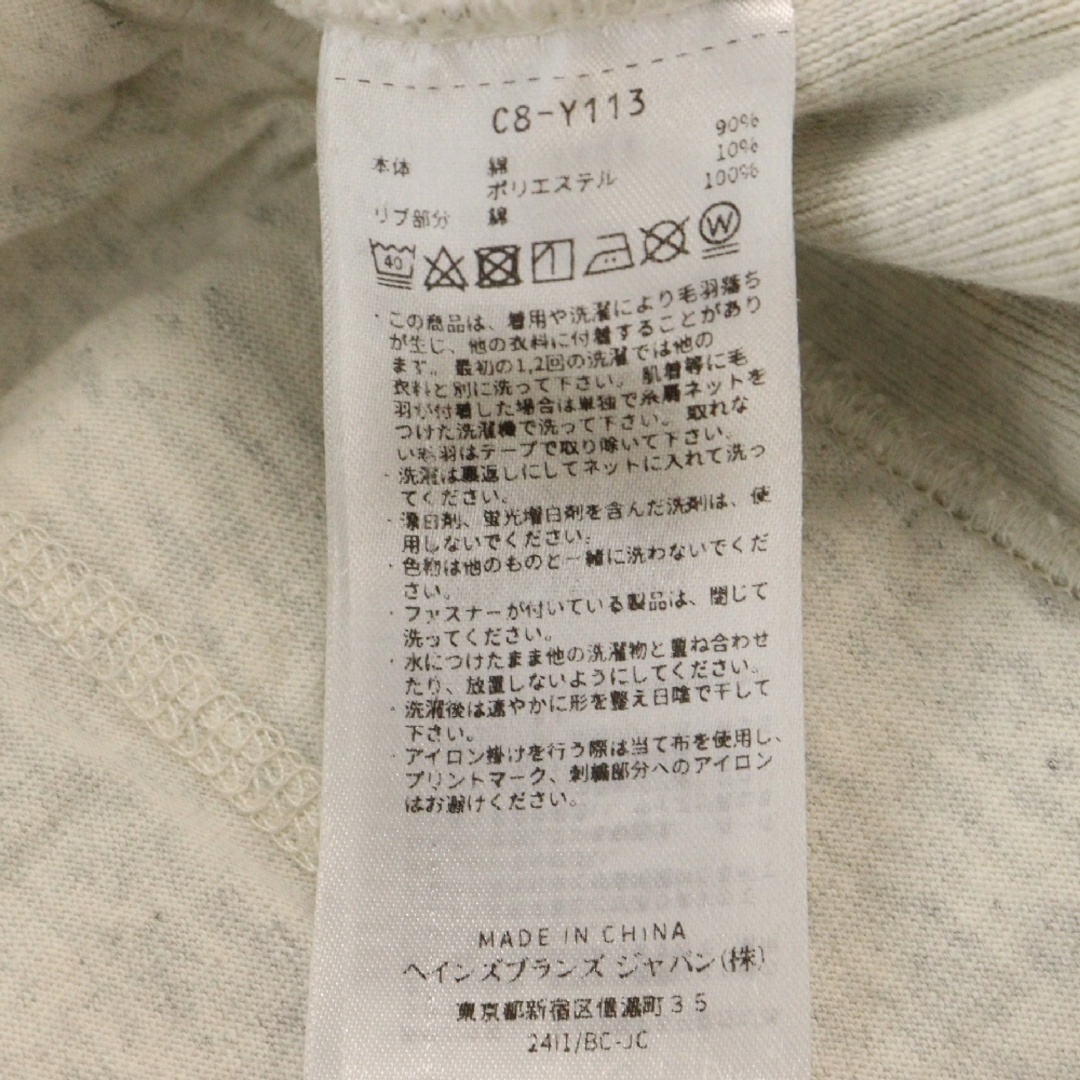 C8-Y113
本体 綿 90%
ポリエステル 10%
リブ部分 綿 100%
40 W
・この商品は、着用や洗濯により毛羽落ち
が生じ、他の衣料に付着することがあり
ます。最初の1,2回の洗濯では他の
衣料と別に洗って下さい。肌着等に毛
羽が付着した場合は単独で糸屑ネットを
つけた洗濯機で洗って下さい。取れな
い毛羽はテープで取り除いて下さい。
・洗濯は裏返しにしてネットに入れて洗っ
てください。
・漂白剤、蛍光増白剤を含んだ洗剤は、使
用しないでください。
・色物は他のものと一緒に洗わないでくだ
さい。
・ファスナーが付いている製品は、閉じて
洗ってください。
・水につけたまま他の洗濯物と重ね合わせ
たり、放置しないようにしてください。
・洗濯後は速やかに形を整え日陰で干して
下さい。
・アイロン掛けを行う際は当て布を使用し、
プリントマーク、刺繍部分へのアイロン
はお避けください。
MADE IN CHINA
ヘインズブランズ ジャパン(株)
東京都新宿区信濃町35
2411/BC-JC